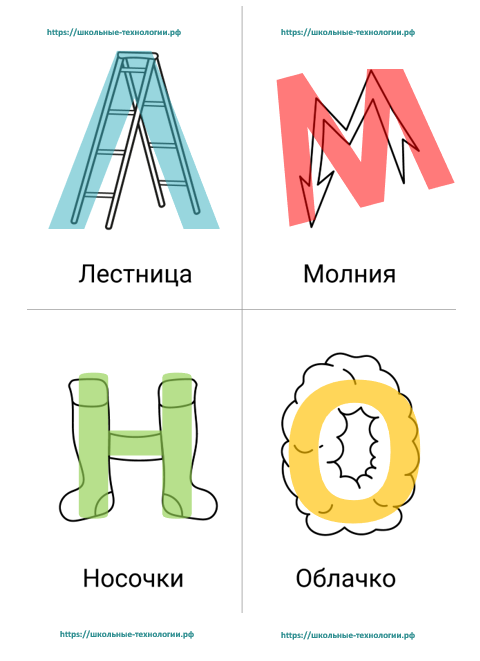 https://школьные-технологии.рф
https://школьные-технологии.рф
Л
М
Лестница
Молния
Н
О
Носочки
Облачко
https://школьные-технологии.рф
https://школьные-технологии.рф